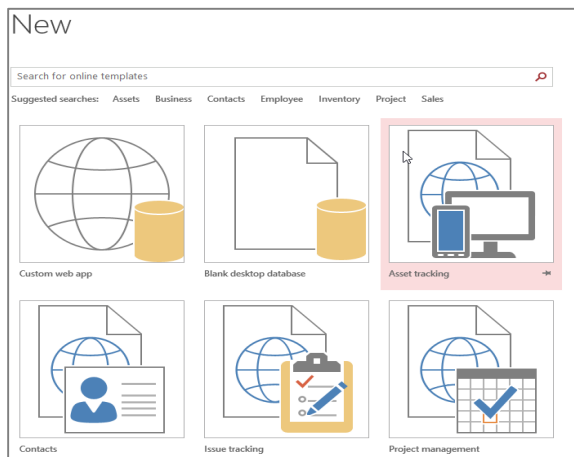 New
Search for online templates
Suggested searches: Assets Business Contacts Employee Inventory Project Sales
Custom web app Blank desktop database Asset tracking
Contacts Issue tracking Project management